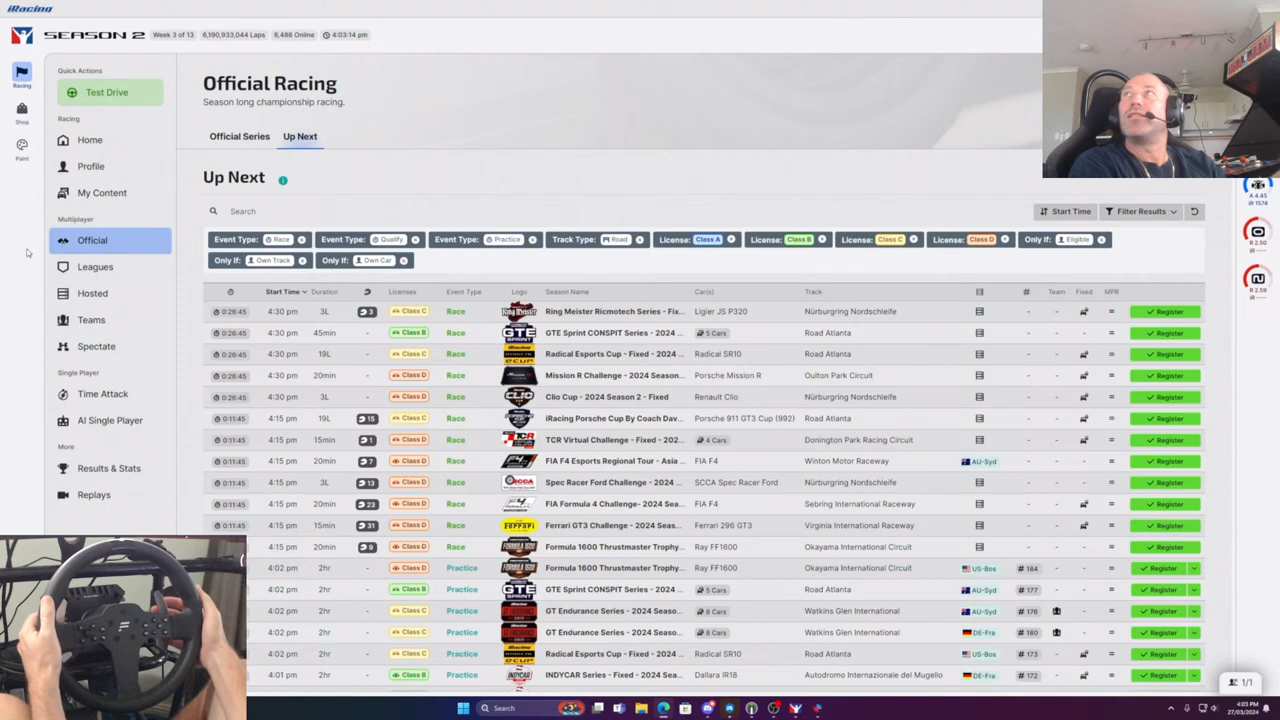 iRacing
SEASON 2 Week 3 of 13 6,190,933,044 Laps 6,486 Online 4:03:14 pm
Racing
Shop
Paint
Quick Actions
Test Drive
Racing
Home
Profile
My Content
Multiplayer
Official
Leagues
Hosted
Teams
Spectate
Single Player
Time Attack
AI Single Player
More
Results & Stats
Replays
Official Racing
Season long championship racing.
Official Series Up Next
Up Next
Search Start Time Filter Results
Event Type: Race Event Type: Qualify Event Type: Practice Track Type: Road License: Class A License: Class B License: Class C License: Class D Only If: Eligible
Only If: Own Track Only If: Own Car
Start Time Duration Licenses Event Type Logo Season Name Car(s) Track # Team Fixed MPR
0:26:45 4:30 pm 3L 3 Class C Race Ring Meister Ricmotech Series - Fix... Ligier JS P320 Nürburgring Nordschleife - - = Register
0:26:45 4:30 pm 45min - Class B Race GTE Sprint CONSPIT Series - 2024 ... 5 Cars Road Atlanta - - - = Register
0:26:45 4:30 pm 19L - Class C Race Radical Esports Cup - Fixed - 2024 ... Radical SR10 Road Atlanta - - = Register
0:26:45 4:30 pm 20min - Class D Race Mission R Challenge - 2024 Season... Porsche Mission R Oulton Park Circuit - - = Register
0:26:45 4:30 pm 3L - Class D Race Clio Cup - 2024 Season 2 - Fixed Renault Clio Nürburgring Nordschleife - - = Register
0:11:45 4:15 pm 19L 15 Class C Race iRacing Porsche Cup By Coach Dav... Porsche 911 GT3 Cup (992) Road Atlanta - - = Register
0:11:45 4:15 pm 15min 1 Class D Race TCR Virtual Challenge - Fixed - 202... 4 Cars Donington Park Racing Circuit - - = Register
0:11:45 4:15 pm 20min 7 Class D Race FIA F4 Esports Regional Tour - Asia ... FIA F4 Winton Motor Raceway AU-Syd - - = Register
0:11:45 4:15 pm 3L 13 Class D Race Spec Racer Ford Challenge - 2024 ... SCCA Spec Racer Ford Nürburgring Nordschleife - - = Register
0:11:45 4:15 pm 20min 23 Class D Race FIA Formula 4 Challenge - 2024 Sea... FIA F4 Sebring International Raceway - - = Register
0:11:45 4:15 pm 15min 31 Class D Race Ferrari GT3 Challenge - 2024 Seas... Ferrari 296 GT3 Virginia International Raceway - - = Register
0:11:45 4:15 pm 20min 9 Class D Race Formula 1600 Thrustmaster Trophy... Ray FF1600 Okayama International Circuit - - - = Register
4:02 pm 2hr - Class D Practice Formula 1600 Thrustmaster Trophy... Ray FF1600 Okayama International Circuit US-Bos # 184 - - = Register
4:02 pm 2hr - Class B Practice GTE Sprint CONSPIT Series - 2024 ... 5 Cars Road Atlanta AU-Syd # 177 - - = Register
4:02 pm 2hr - Class C Practice GT Endurance Series - 2024 Seaso... 8 Cars Watkins Glen International AU-Syd # 176 - = Register
4:02 pm 2hr - Class C Practice GT Endurance Series - 2024 Seaso... 8 Cars Watkins Glen International DE-Fra # 180 - = Register
4:02 pm 2hr - Class C Practice Radical Esports Cup - Fixed - 2024 ... Radical SR10 Road Atlanta US-Bos # 173 - = Register
4:01 pm 2hr - Class B Practice INDYCAR Series - Fixed - 2024 Sea... Dallara IR18 Autodromo Internazionale del Mugello DE-Fra # 172 - = Register
A 4.45
iR 1574
R 2.59
iR ----
R 2.59
iR ----
1/1
Search
4:03 PM
27/03/2024